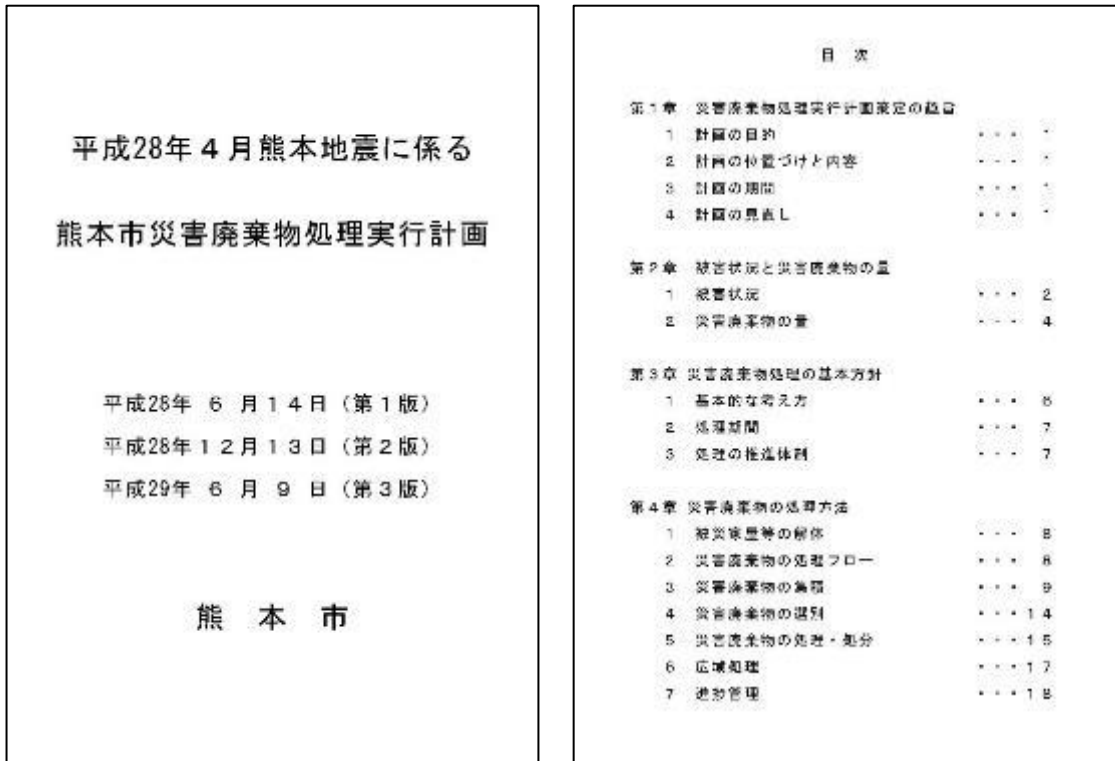 平成28年４月熊本地震に係る
熊本市災害廃棄物処理実行計画
平成28年 ６ 月１４日（第１版）
平成28年１２月１３日（第２版）
平成29年 ６ 月 ９ 日（第３版）
熊 本 市
目 次
第１章 災害廃棄物処理実行計画策定の趣旨
１ 計画の目的 ・・・ １
２ 計画の位置づけと内容 ・・・ １
３ 計画の期間 ・・・ １
４ 計画の見直し ・・・ １
第２章 被害状況と災害廃棄物の量
１ 被害状況 ・・・ ２
２ 災害廃棄物の量 ・・・ ４
第３章 災害廃棄物処理の基本方針
１ 基本的な考え方 ・・・ ６
２ 処理期間 ・・・ ７
３ 処理の推進体制 ・・・ ７
第４章 災害廃棄物の処理方法
１ 被災家屋等の解体 ・・・ ８
２ 災害廃棄物の処理フロー ・・・ ８
３ 災害廃棄物の集積 ・・・ ９
４ 災害廃棄物の選別 ・・・１４
５ 災害廃棄物の処理・処分 ・・・１５
６ 広域処理 ・・・１７
７ 進捗管理 ・・・１８